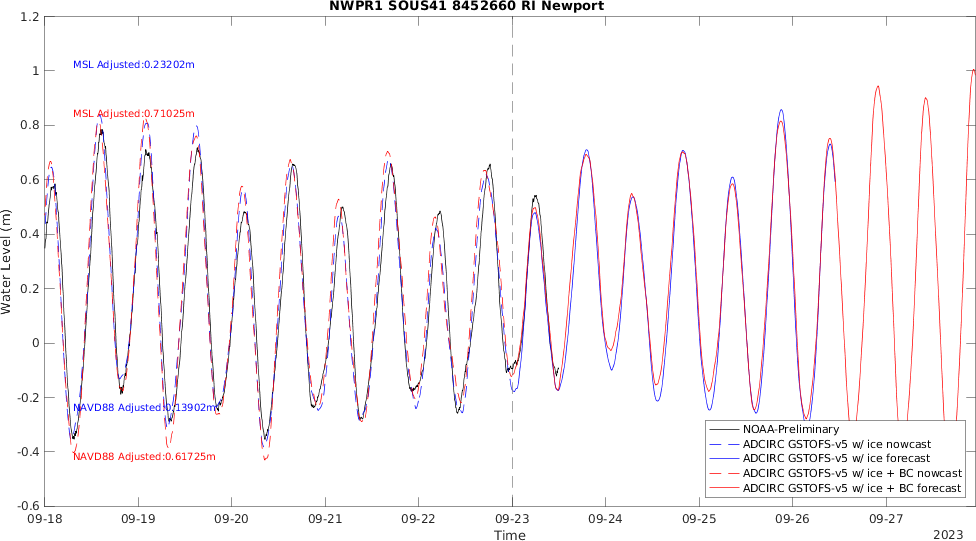 NWPR1 SOUS41 8452660 RI Newport
1.2
1
0.8
0.6
0.4
0.2
0
-0.2
-0.4
-0.6
Water Level (m)
MSL Adjusted:0.23202m
MSL Adjusted:0.71025m
NAVD88 Adjusted:0.13902m
NAVD88 Adjusted:0.61725m
NOAA-Preliminary
ADCIRC GSTOFS-v5 w/ ice nowcast
ADCIRC GSTOFS-v5 w/ ice forecast
ADCIRC GSTOFS-v5 w/ ice + BC nowcast
ADCIRC GSTOFS-v5 w/ ice + BC forecast
09-18 09-19 09-20 09-21 09-22 09-23 09-24 09-25 09-26 09-27
Time
2023